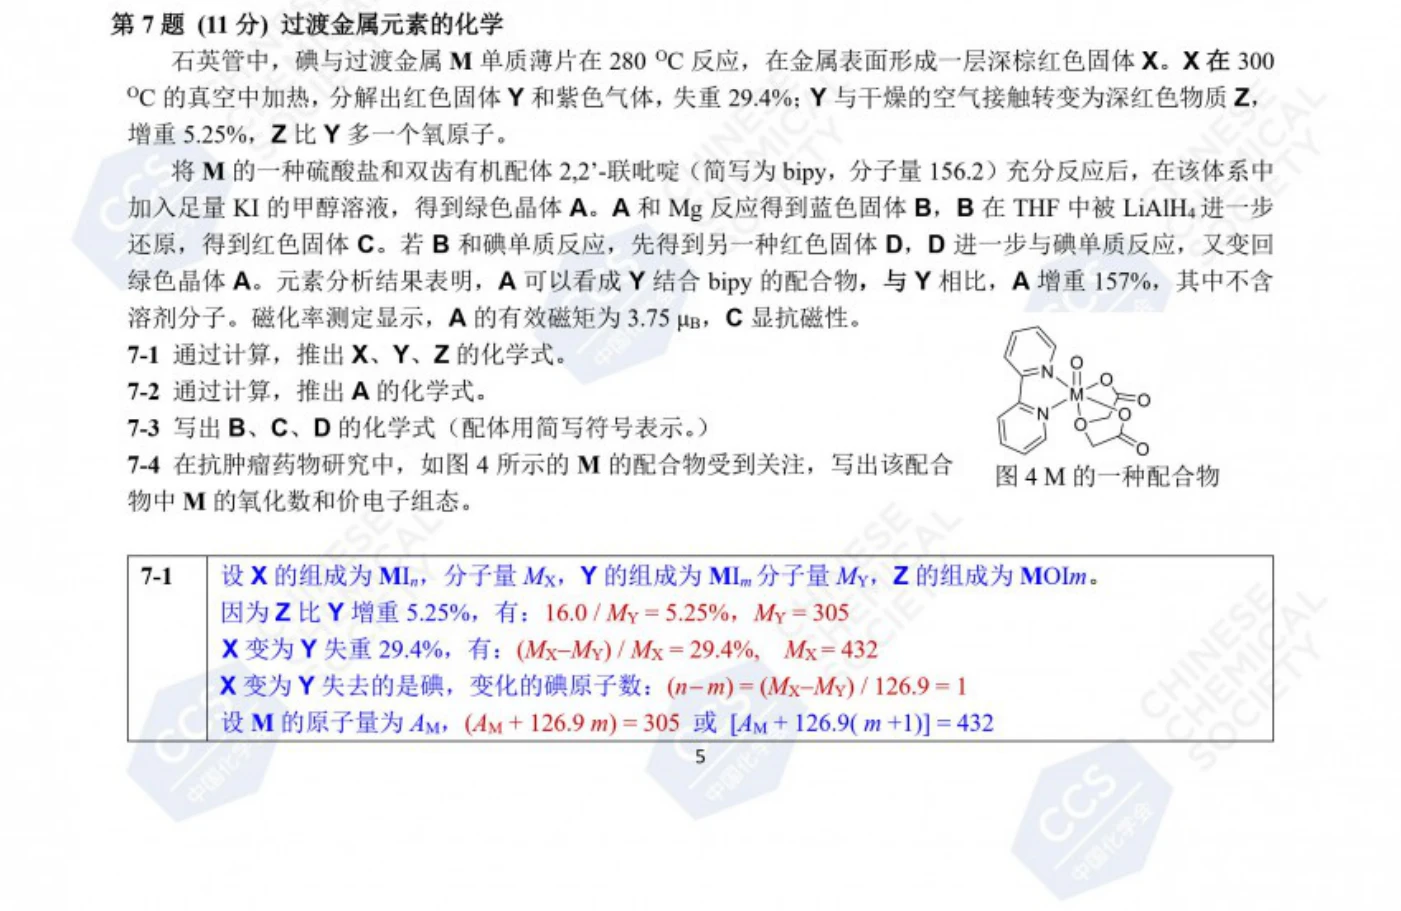 第 7 题 (11 分) 过渡金属元素的化学
石英管中，碘与过渡金属 M 单质薄片在 280 ⁰C 反应，在金属表面形成一层深棕红色固体 X。X 在 300
⁰C 的真空中加热，分解出红色固体 Y 和紫色气体，失重 29.4%；Y 与干燥的空气接触转变为深红色物质 Z，
增重 5.25%，Z 比 Y 多一个氧原子。
将 M 的一种硫酸盐和双齿有机配体 2,2’-联吡啶（简写为 bipy，分子量 156.2）充分反应后，在该体系中
加入足量 KI 的甲醇溶液，得到绿色晶体 A。A 和 Mg 反应得到蓝色固体 B，B 在 THF 中被 LiAlH₄ 进一步
还原，得到红色固体 C。若 B 和碘单质反应，先得到另一种红色固体 D，D 进一步与碘单质反应，又变回
绿色晶体 A。元素分析结果表明，A 可以看成 Y 结合 bipy 的配合物，与 Y 相比，A 增重 157%，其中不含
溶剂分子。磁化率测定显示，A 的有效磁矩为 3.75 μB，C 显抗磁性。
7-1 通过计算，推出 X、Y、Z 的化学式。
7-2 通过计算，推出 A 的化学式。
7-3 写出 B、C、D 的化学式（配体用简写符号表示。）
7-4 在抗肿瘤药物研究中，如图 4 所示的 M 的配合物受到关注，写出该配合
物中 M 的氧化数和价电子组态。
N
N
M
O
O
O
O
O
O
图 4 M 的一种配合物
7-1
设 X 的组成为 MIn，分子量 MX，Y 的组成为 MIm 分子量 MY，Z 的组成为 MOIm。
因为 Z 比 Y 增重 5.25%，有：16.0 / MY = 5.25%，MY = 305
X 变为 Y 失重 29.4%，有：(MX–MY) / MX = 29.4%, MX = 432
X 变为 Y 失去的是碘，变化的碘原子数：(n– m) = (MX–MY) / 126.9 = 1
设 M 的原子量为 AM，(AM + 126.9 m) = 305 或 [AM + 126.9( m +1)] = 432
5
CCS
中国化学会
CHINESE
CHEMICAL
SOCIETY